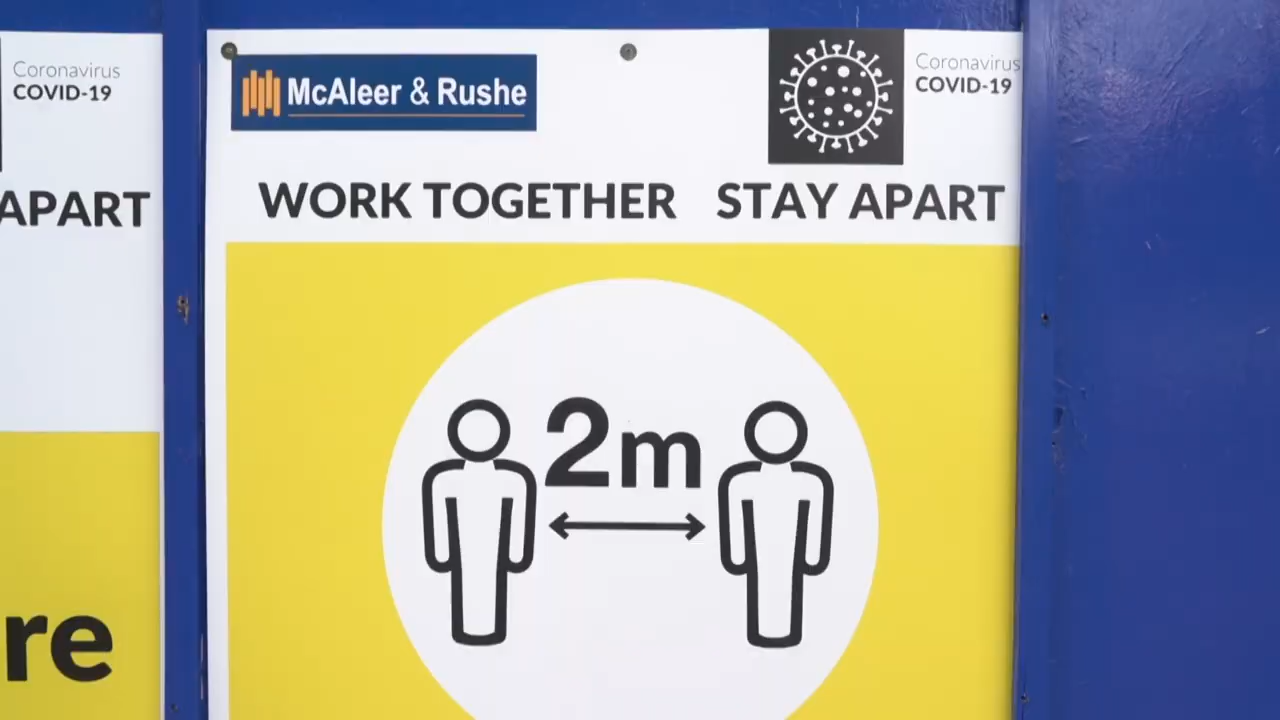 Coronavirus
COVID-19
APART
re
McAleer & Rushe
Coronavirus
COVID-19
WORK TOGETHER STAY APART
2m